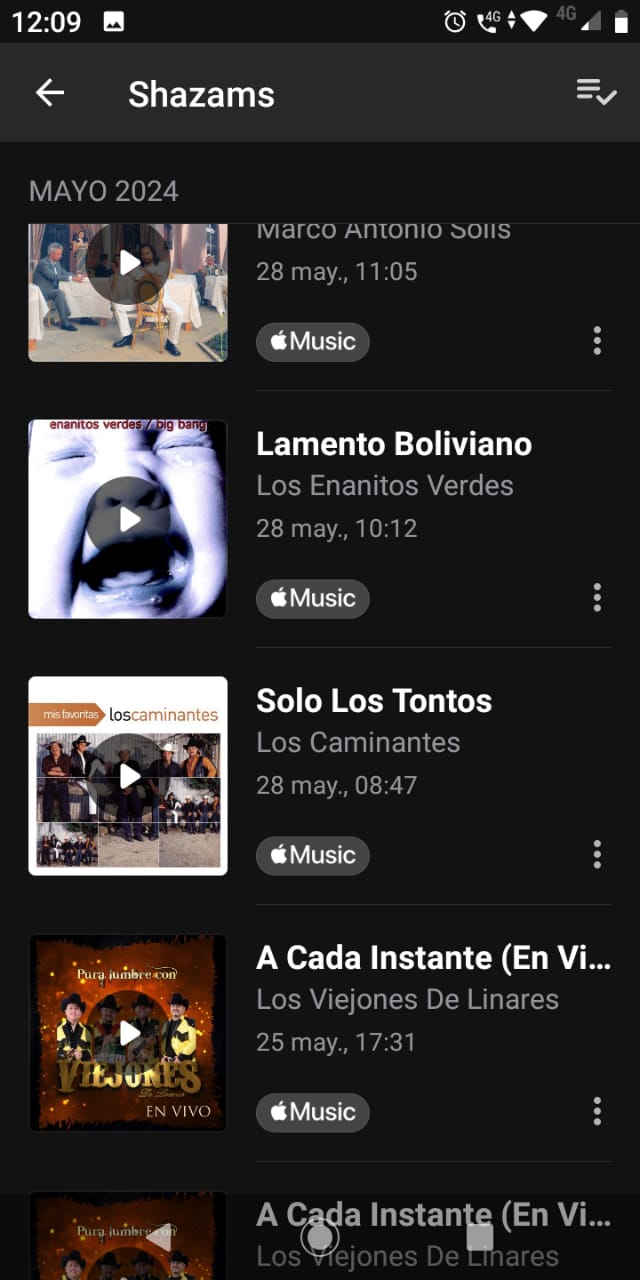 12:09
4G
4G
Shazams
MAYO 2024
Marco Antonio Solís
28 may., 11:05
Music
enanitos verdes / big bang
Lamento Boliviano
Los Enanitos Verdes
28 may., 10:12
Music
mis favoritas loscaminantes
Solo Los Tontos
Los Caminantes
28 may., 08:47
Music
Pura lumbre con
VIEJONES
De Linares
EN VIVO
A Cada Instante (En Vi...
Los Viejones De Linares
25 may., 17:31
Music
Pura lumbre con
A Cada Instante (En Vi...
Los Viejones De Linares